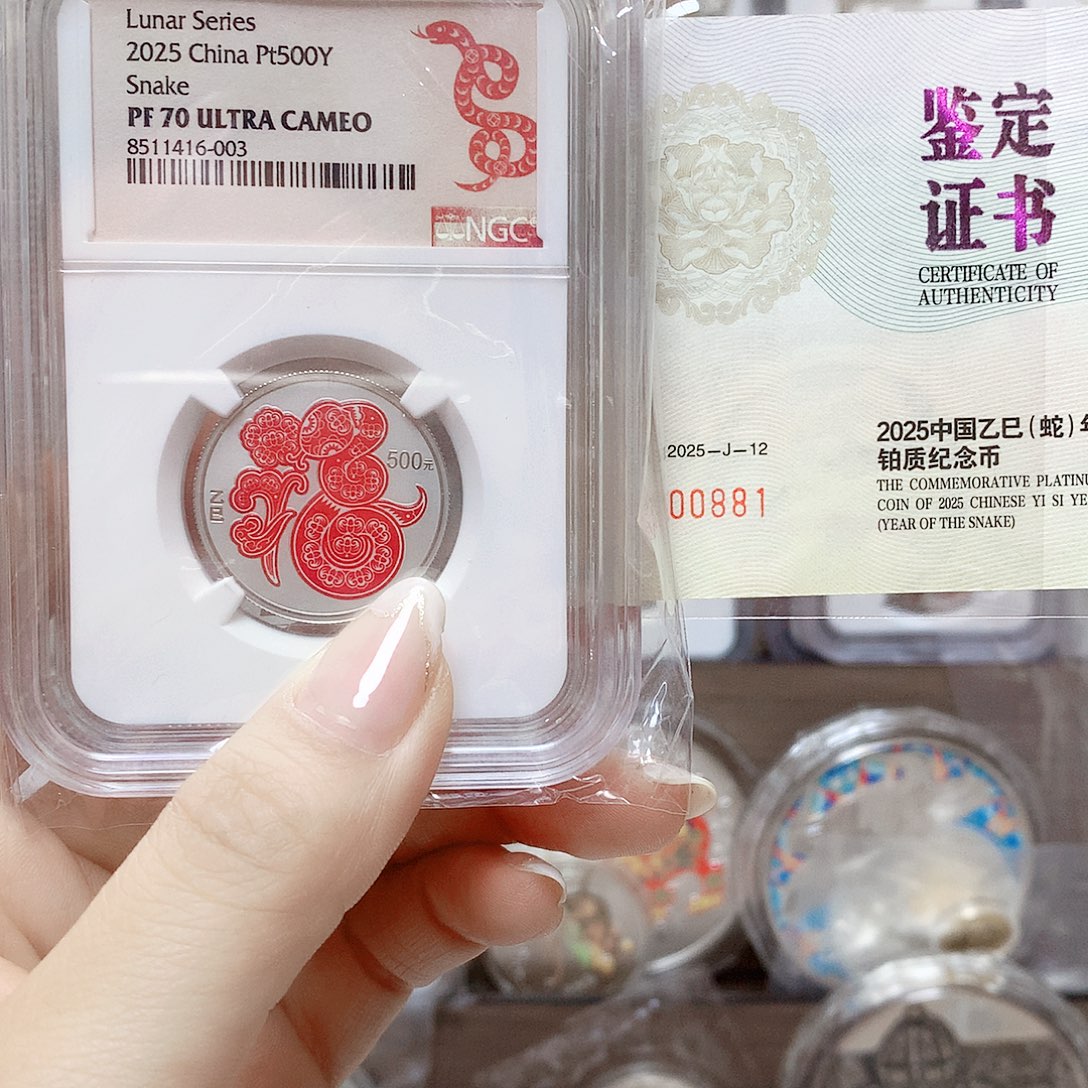 Lunar Series
2025 China Pt500Y
Snake
PF 70 ULTRA CAMEO
8511416-003
NGC
500元
鉴定
证书
CERTIFICATE OF
AUTHENTICITY
2025-J-12
00881
2025中国乙巳(蛇)年
铂质纪念币
THE COMMEMORATIVE PLATINU
COIN OF 2025 CHINESE YI SI YE
(YEAR OF THE SNAKE)